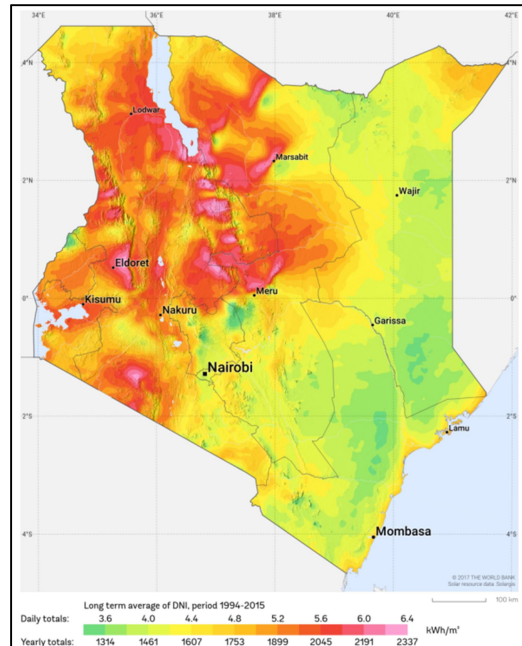 34°E 36°E 38°E 40°E 42°E
4°N 4°N
Lodwar
Marsabit
2°N 2°N
Wajir
Eldoret
Meru
0° 0°
Kisumu
Nakuru
Garissa
Nairobi
2°S 2°S
Lamu
4°S 4°S
Mombasa
© 2017 THE WORLD BANK
Solar resource data: Solargis
100 km
Long term average of DNI, period 1994-2015
Daily totals: 3.6 4.0 4.4 4.8 5.2 5.6 6.0 6.4
kWh/m²
Yearly totals: 1314 1461 1607 1753 1899 2045 2191 2337